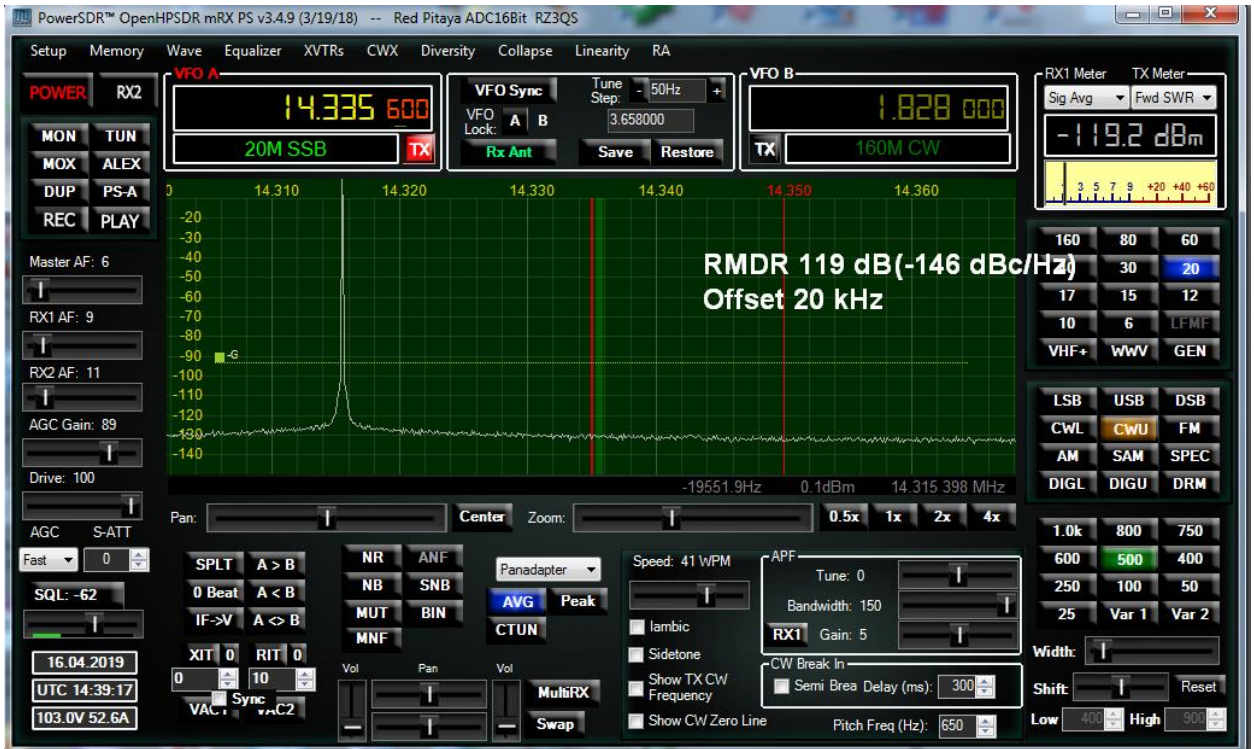 PowerSDR™ OpenHPSDR mRX PS v3.4.9 (3/19/18) -- Red Pitaya ADC16Bit RZ3QS
Setup Memory Wave Equalizer XVTRs CWX Diversity Collapse Linearity RA
POWER RX2
MON TUN
MOX ALEX
DUP PS-A
REC PLAY
VFO A
14.335 600
20M SSB TX
VFO Sync
Tune Step: - 50Hz +
VFO Lock: A B 3.658000
Rx Ant Save Restore
VFO B
1.828 000
TX 160M CW
RX1 Meter TX Meter
Sig Avg Fwd SWR
-119.2 dBm
1 3 5 7 9 +20 +40 +60
Master AF: 6
RX1 AF: 9
RX2 AF: 11
AGC Gain: 89
Drive: 100
AGC S-ATT
Fast 0
SQL: -62
16.04.2019
UTC 14:39:17
103.0V 52.6A
0 14.310 14.320 14.330 14.340 14.350 14.360
-20
-30
-40
-50
-60
-70
-80
-90 -G
-100
-110
-120
-130
-140
RMDR 119 dB(-146 dBc/Hz)
Offset 20 kHz
-19551.9Hz 0.1dBm 14.315 398 MHz
Pan: Center Zoom: 0.5x 1x 2x 4x
SPLT A > B
0 Beat A < B
IF->V A <> B
XIT 0 RIT 0
0 10
Sync
VAC1 VAC2
NR ANF
NB SNB
MUT BIN
MNF
Panadapter
AVG Peak
CTUN
Vol Pan Vol
MultiRX
Swap
Speed: 41 WPM
Iambic
Sidetone
Show TX CW Frequency
Show CW Zero Line
APF
Tune: 0
Bandwidth: 150
RX1 Gain: 5
CW Break In
Semi Brea Delay (ms): 300
Pitch Freq (Hz): 650
160 80 60
40 30 20
17 15 12
10 6 LFMF
VHF+ WWV GEN
LSB USB DSB
CWL CWU FM
AM SAM SPEC
DIGL DIGU DRM
1.0k 800 750
600 500 400
250 100 50
25 Var 1 Var 2
Width:
Shift: Reset
Low 400 High 900